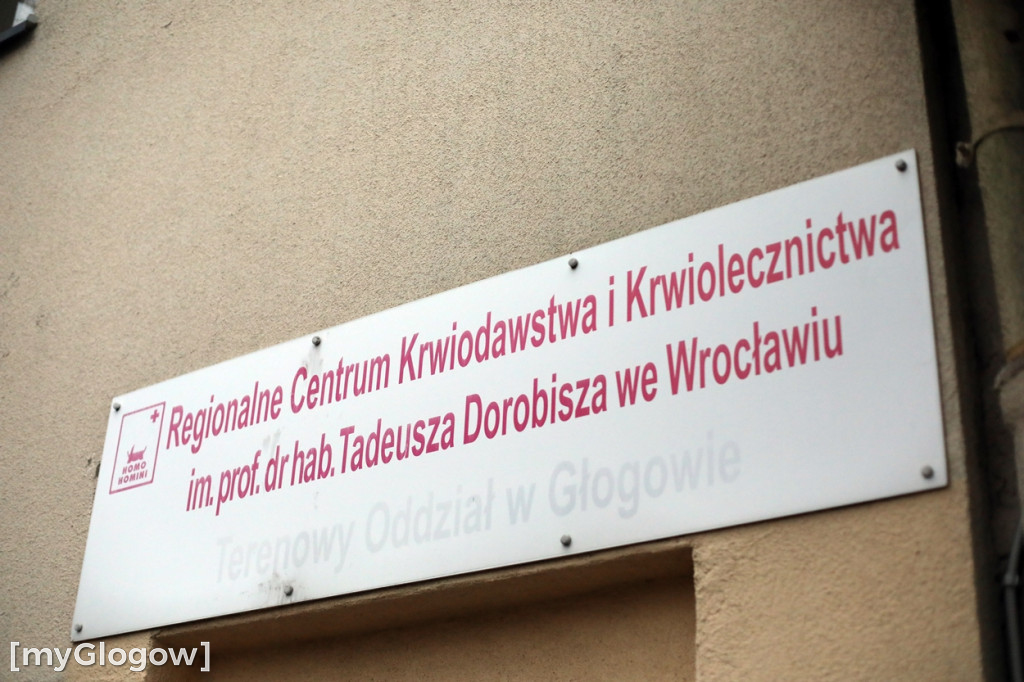 Regionalne Centrum Krwiodawstwa i Krwiolecznictwa
im. prof. dr hab. Tadeusza Dorobisza we Wrocławiu
Terenowy Oddział w Głogowie
HOMO
HOMINI
[myGlogow]